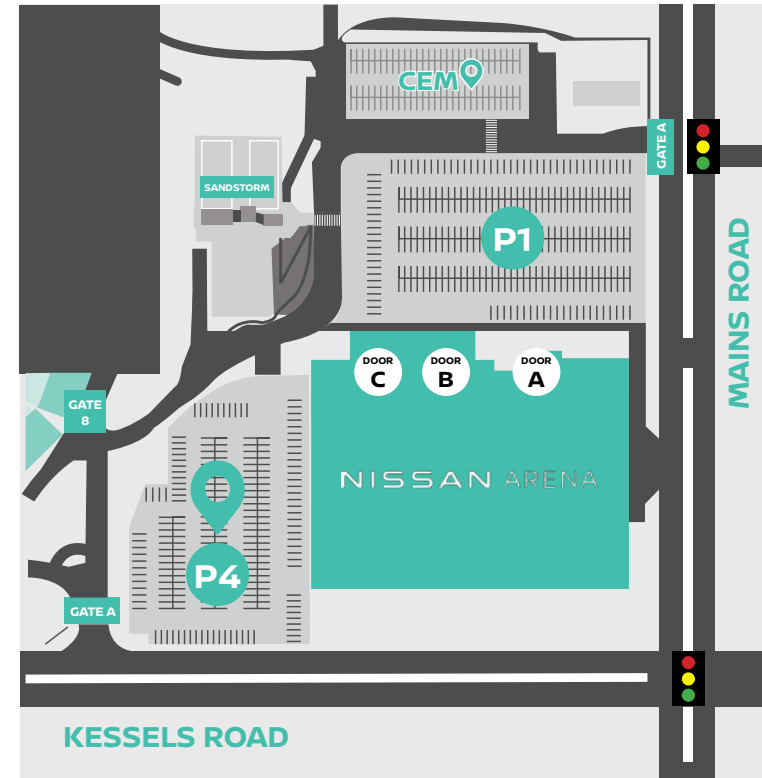 CEM
GATE A
SANDSTORM
P1
MAINS ROAD
DOOR
C
DOOR
B
DOOR
A
GATE
8
NISSAN ARENA
P4
GATE A
KESSELS ROAD